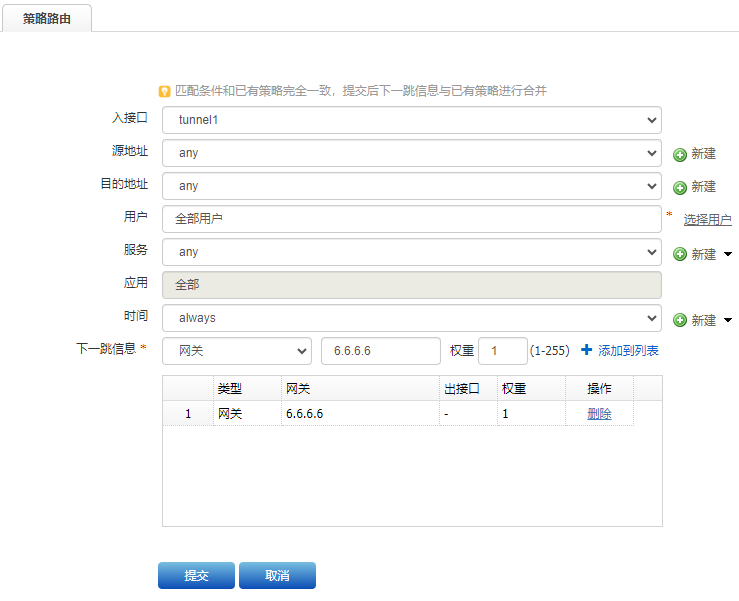 策略路由
匹配条件和已有策略完全一致，提交后下一跳信息与已有策略进行合并
入接口 tunnel1
源地址 any 新建
目的地址 any 新建
用户 全部用户 * 选择用户
服务 any 新建
应用 全部
时间 always 新建
下一跳信息 * 网关 6.6.6.6 权重 1 (1-255) 添加到列表
类型 网关 出接口 权重 操作
1 网关 6.6.6.6 - 1 删除
提交 取消